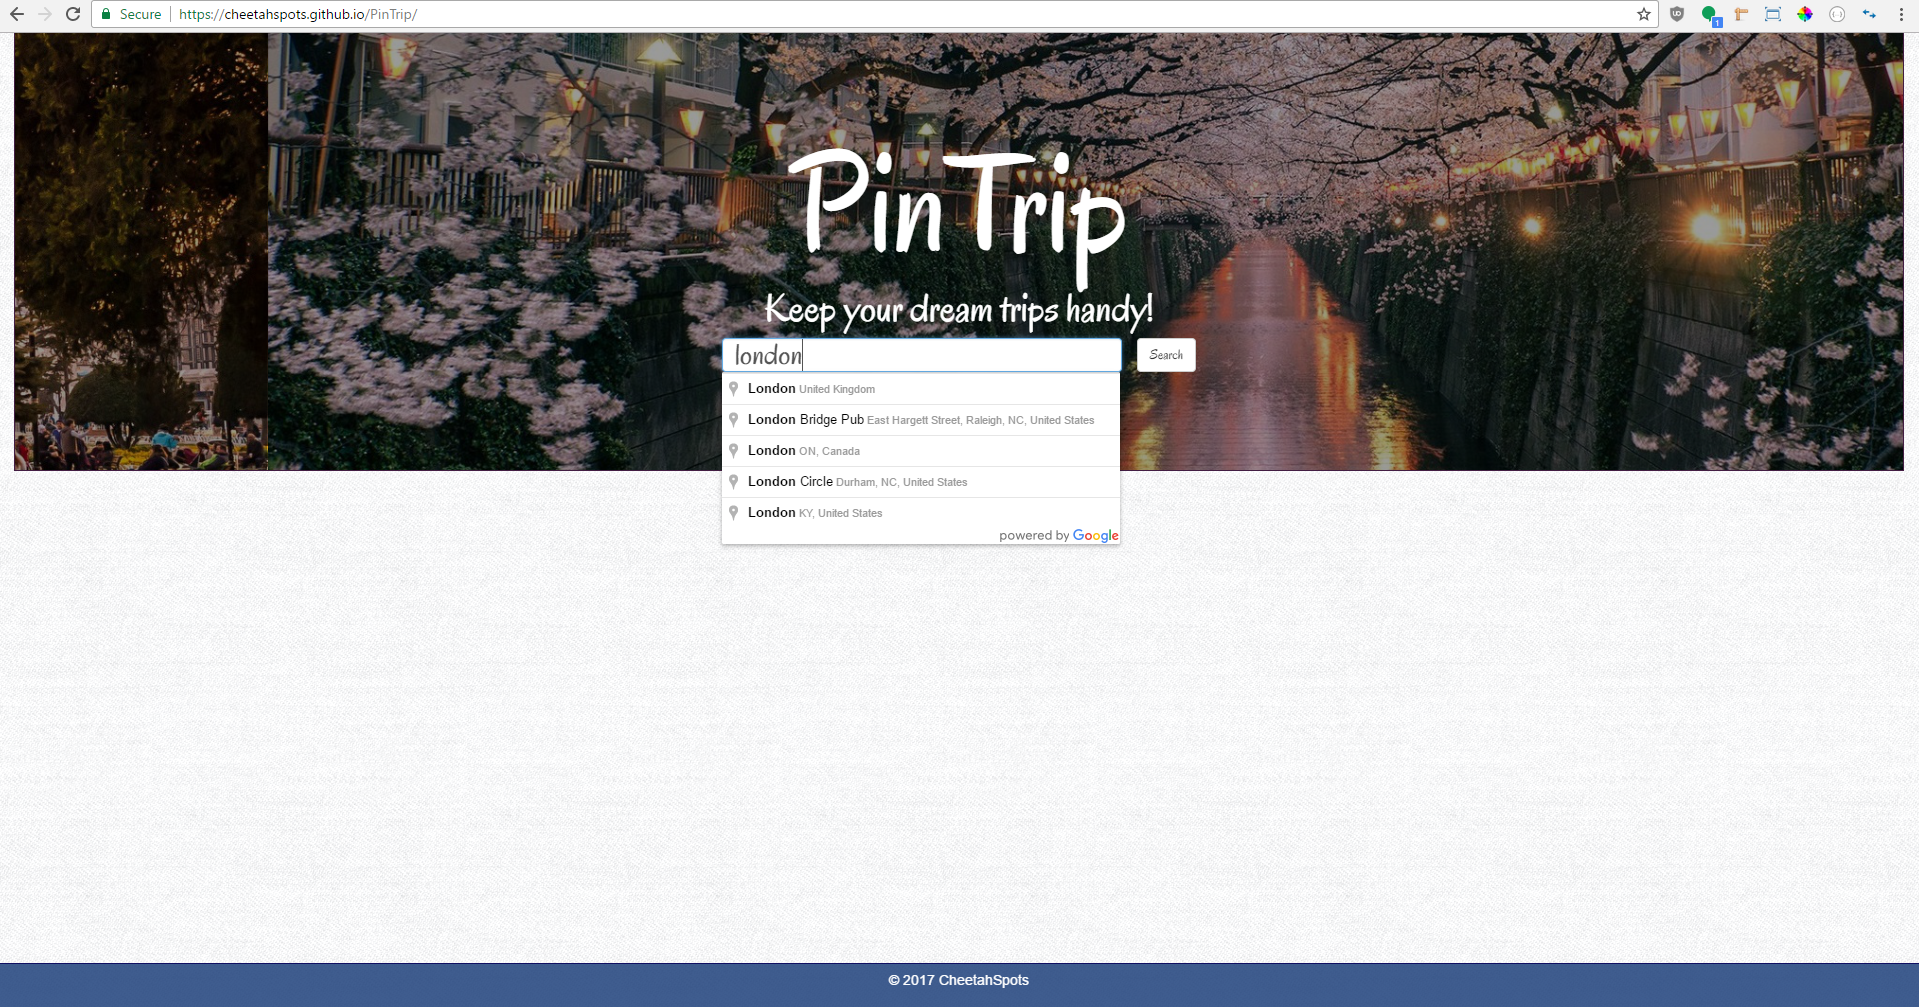 Secure | https://cheetahspots.github.io/PinTrip/
1
PinTrip
Keep your dream trips handy!
london
Search
London United Kingdom
London Bridge Pub East Hargett Street, Raleigh, NC, United States
London ON, Canada
London Circle Durham, NC, United States
London KY, United States
powered by Google
© 2017 CheetahSpots